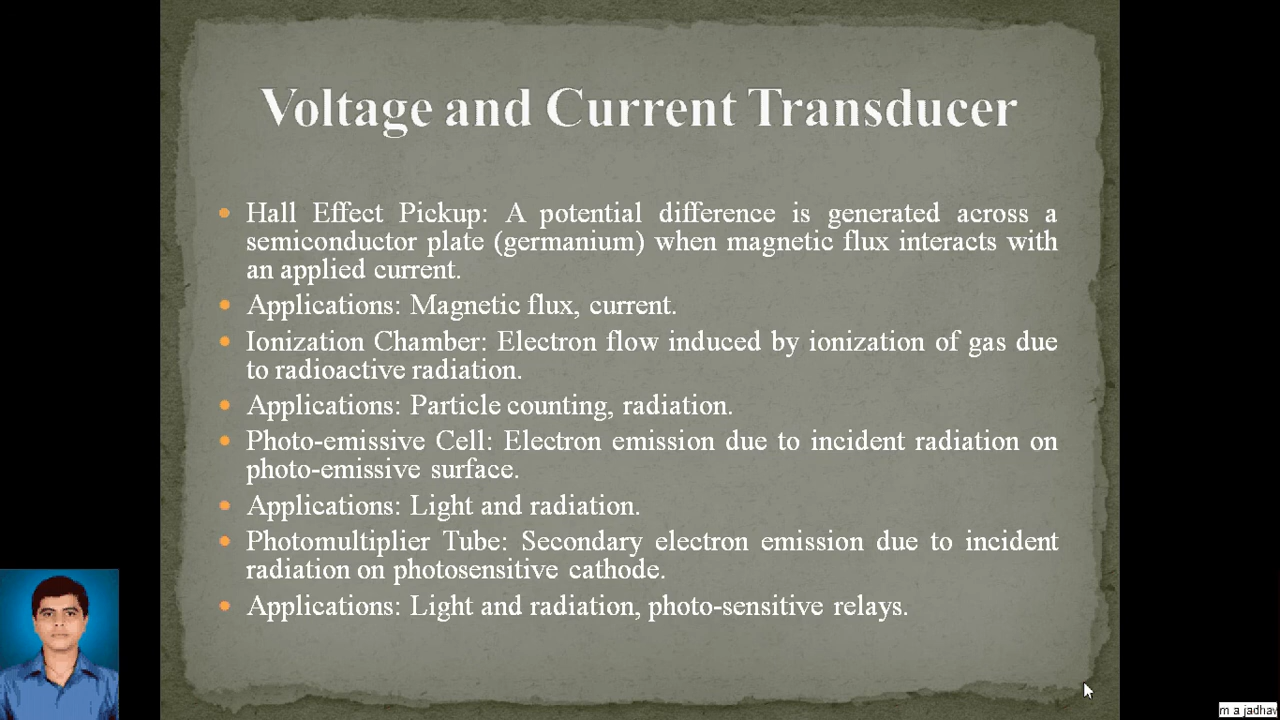 Voltage and Current Transducer
• Hall Effect Pickup: A potential difference is generated across a
semiconductor plate (germanium) when magnetic flux interacts with
an applied current.
• Applications: Magnetic flux, current.
• Ionization Chamber: Electron flow induced by ionization of gas due
to radioactive radiation.
• Applications: Particle counting, radiation.
• Photo-emissive Cell: Electron emission due to incident radiation on
photo-emissive surface.
• Applications: Light and radiation.
• Photomultiplier Tube: Secondary electron emission due to incident
radiation on photosensitive cathode.
• Applications: Light and radiation, photo-sensitive relays.
m a jadhav